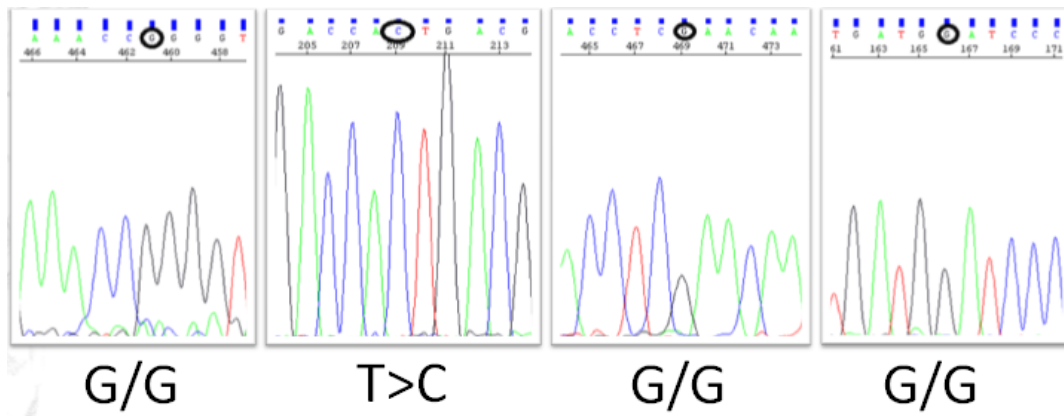 A A A C C G G G G T
466 464 462 460 458
G A C C A C T G A C G
205 207 209 211 213
A C C T C G A A C A A
465 467 469 471 473
T G A T G G A T C C C
61 163 165 167 169 171
G/G
T>C
G/G
G/G